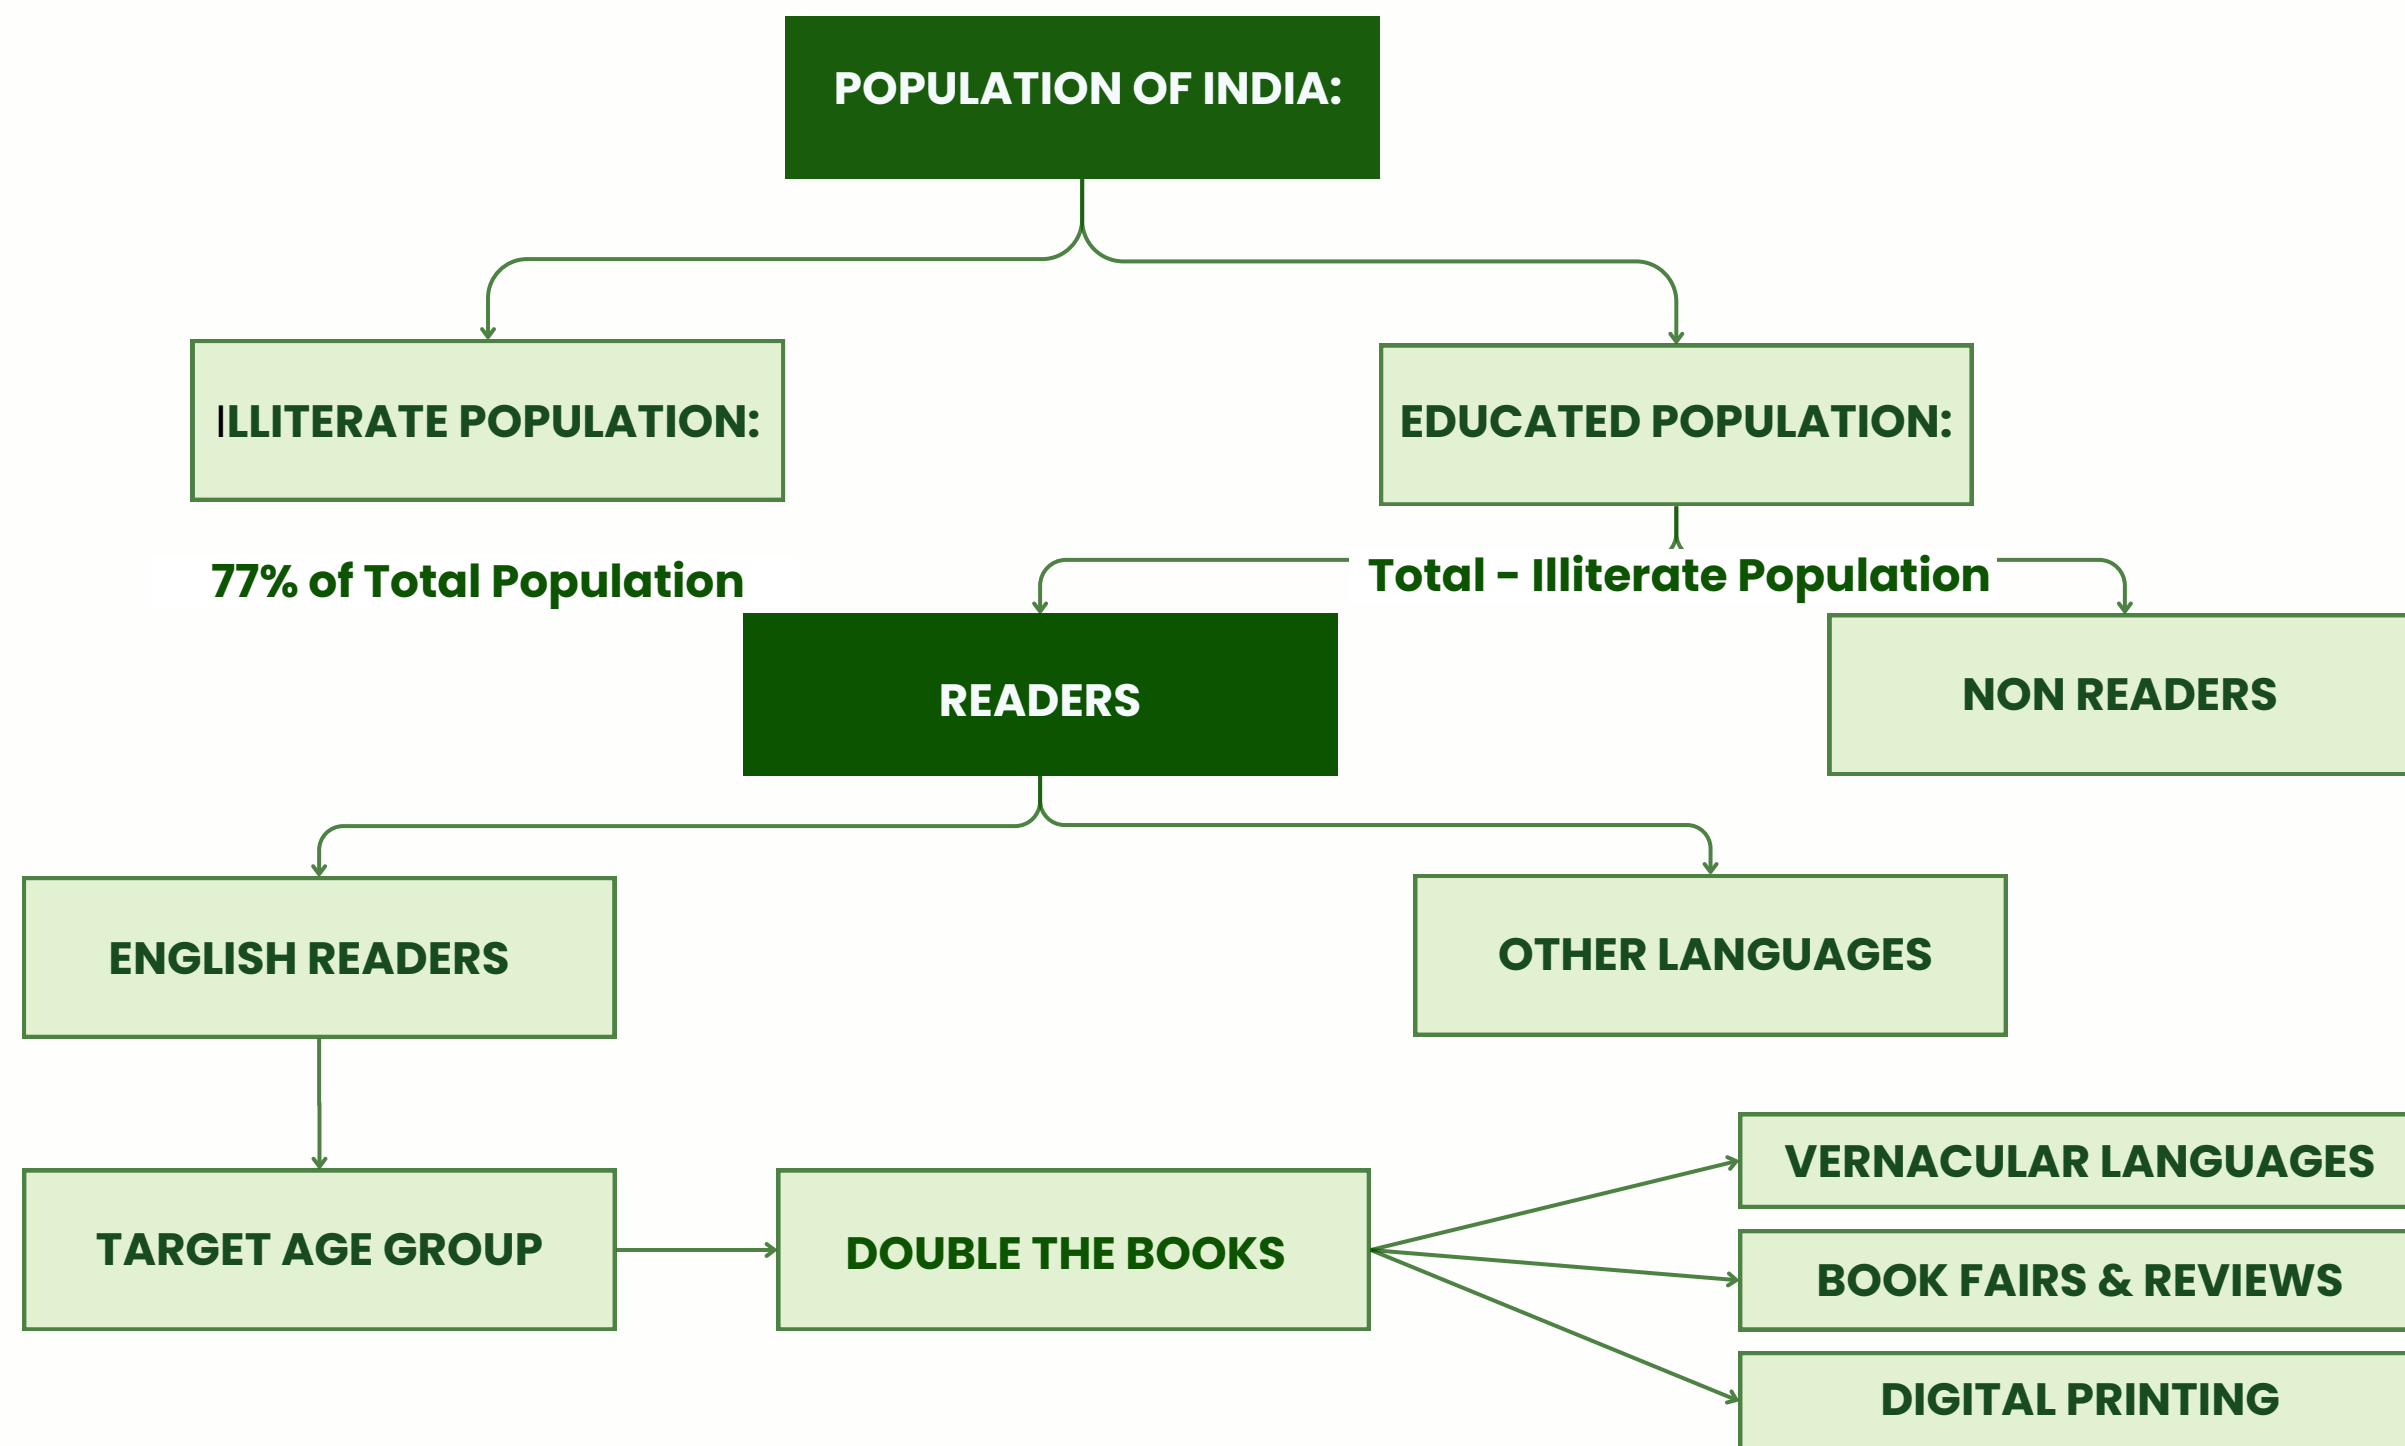 POPULATION OF INDIA:
ILLITERATE POPULATION:
EDUCATED POPULATION:
77% of Total Population
Total - Illiterate Population
READERS
NON READERS
ENGLISH READERS
OTHER LANGUAGES
TARGET AGE GROUP
DOUBLE THE BOOKS
VERNACULAR LANGUAGES
BOOK FAIRS & REVIEWS
DIGITAL PRINTING